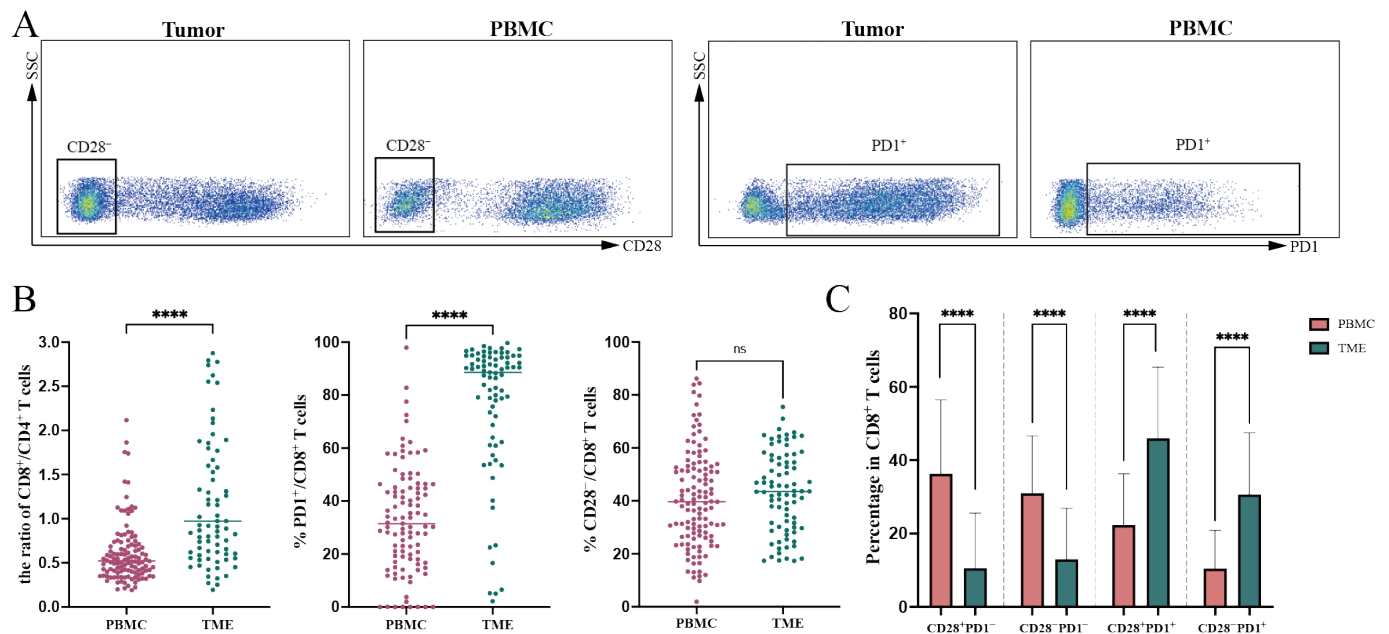 A
Tumor
PBMC
Tumor
PBMC
SSC
CD28⁻
CD28⁻
CD28
SSC
PD1⁺
PD1⁺
PD1
B
****
the ratio of CD8⁺/CD4⁺ T cells
3.0
2.5
2.0
1.5
1.0
0.5
0.0
PBMC
TME
****
% PD1⁺/CD8⁺ T cells
100
80
60
40
20
0
PBMC
TME
ns
% CD28⁻/CD8⁺ T cells
100
80
60
40
20
0
PBMC
TME
C
Percentage in CD8⁺ T cells
80
60
40
20
0
****
****
****
****
CD28⁺PD1⁻
CD28⁻PD1⁻
CD28⁺PD1⁺
CD28⁻PD1⁺
PBMC
TME